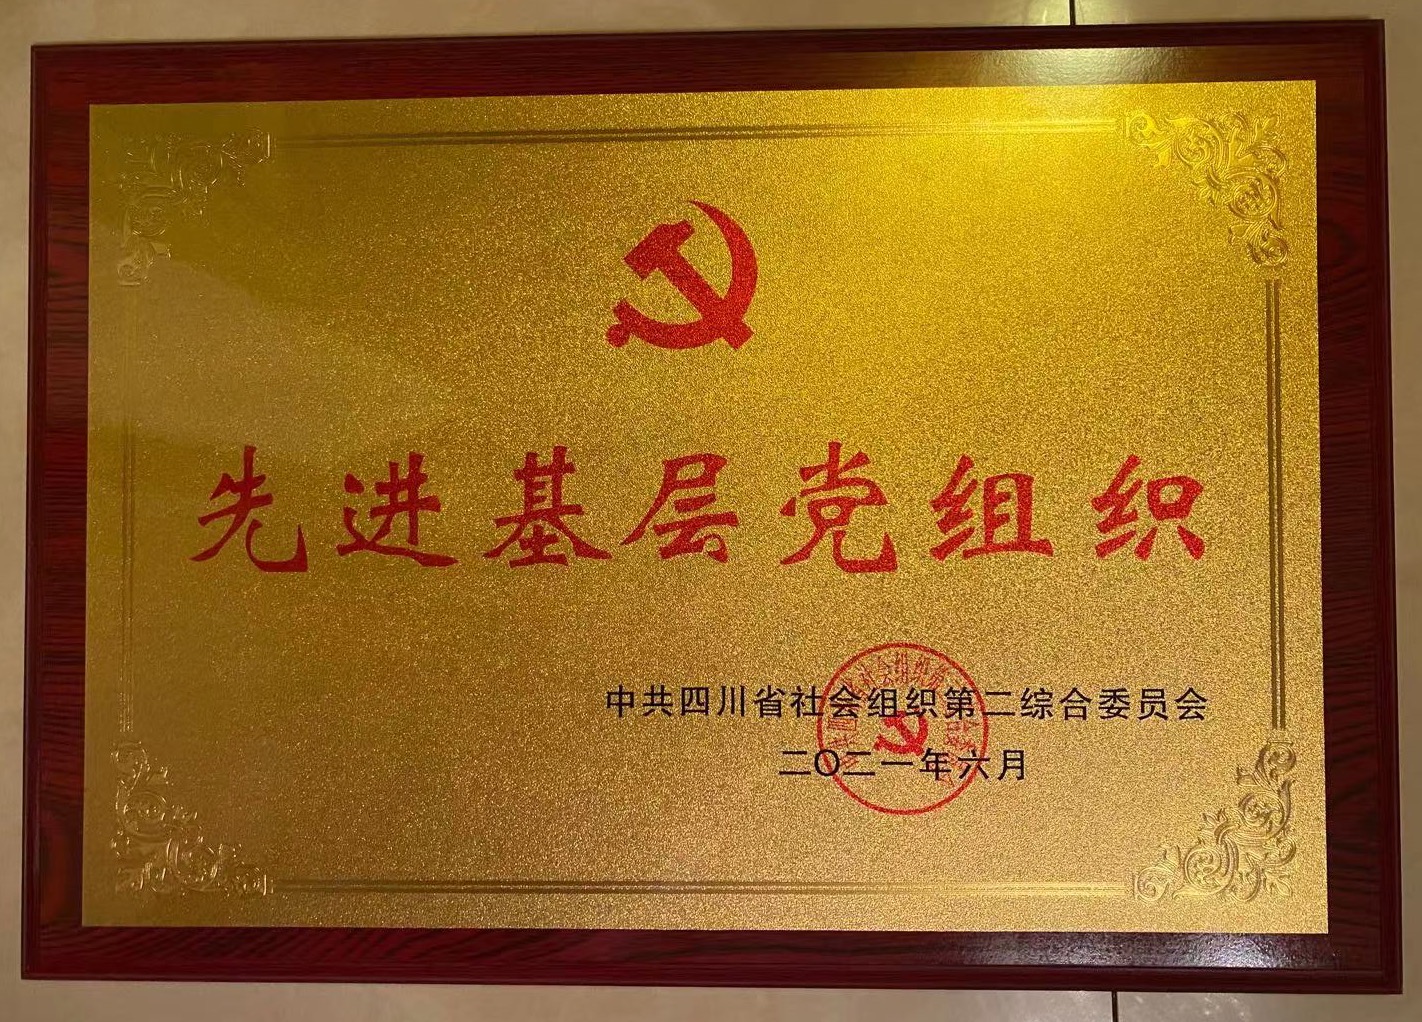 先进基层党组织
中共四川省社会组织第二综合委员会
二〇二一年六月